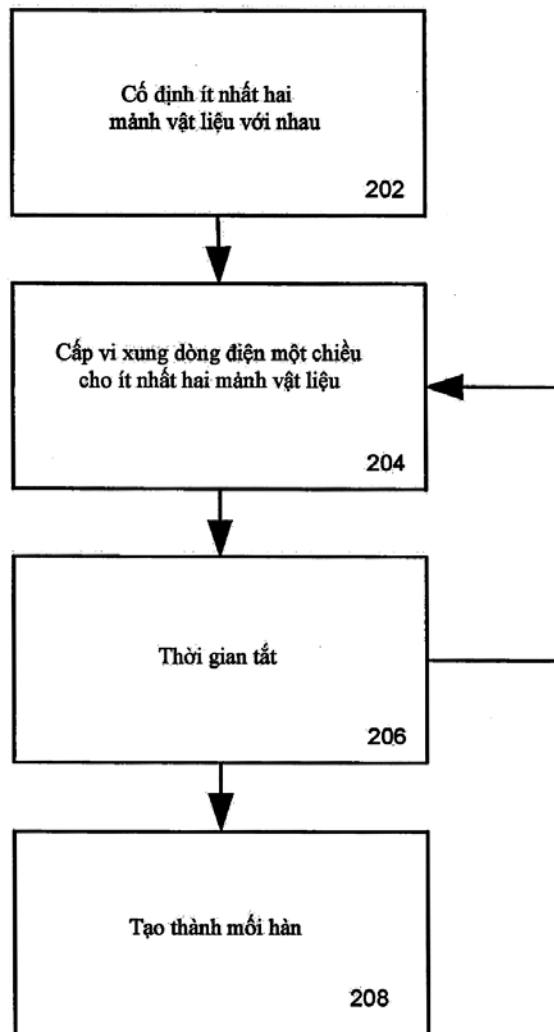 Cố định ít nhất hai
mảnh vật liệu với nhau
202
Cấp vi xung dòng điện một chiều
cho ít nhất hai mảnh vật liệu
204
Thời gian tắt
206
Tạo thành mối hàn
208